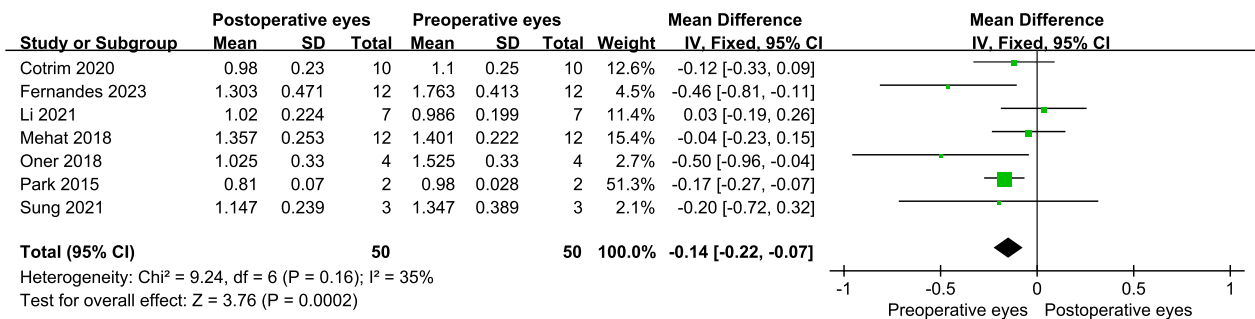 Postoperative eyes Preoperative eyes Mean Difference Mean Difference
Study or Subgroup Mean SD Total Mean SD Total Weight IV, Fixed, 95% CI IV, Fixed, 95% CI
Cotrim 2020 0.98 0.23 10 1.1 0.25 10 12.6% -0.12 [-0.33, 0.09]
Fernandes 2023 1.303 0.471 12 1.763 0.413 12 4.5% -0.46 [-0.81, -0.11]
Li 2021 1.02 0.224 7 0.986 0.199 7 11.4% 0.03 [-0.19, 0.26]
Mehat 2018 1.357 0.253 12 1.401 0.222 12 15.4% -0.04 [-0.23, 0.15]
Oner 2018 1.025 0.33 4 1.525 0.33 4 2.7% -0.50 [-0.96, -0.04]
Park 2015 0.81 0.07 2 0.98 0.028 2 51.3% -0.17 [-0.27, -0.07]
Sung 2021 1.147 0.239 3 1.347 0.389 3 2.1% -0.20 [-0.72, 0.32]
Total (95% CI) 50 50 100.0% -0.14 [-0.22, -0.07]
Heterogeneity: Chi² = 9.24, df = 6 (P = 0.16); I² = 35%
Test for overall effect: Z = 3.76 (P = 0.0002)
-1 -0.5 0 0.5 1
Preoperative eyes Postoperative eyes